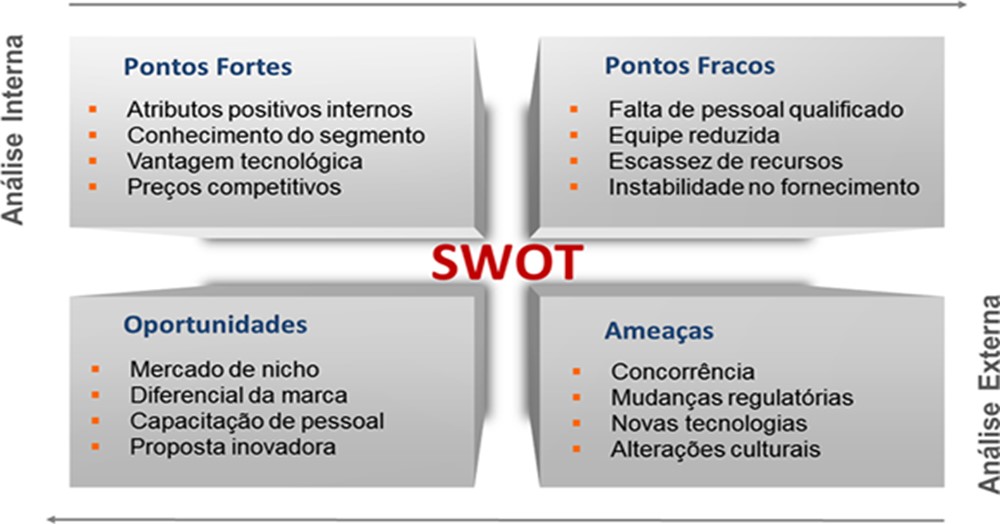 Análise Interna
Pontos Fortes
Atributos positivos internos
Conhecimento do segmento
Vantagem tecnológica
Preços competitivos
Pontos Fracos
Falta de pessoal qualificado
Equipe reduzida
Escassez de recursos
Instabilidade no fornecimento
SWOT
Oportunidades
Mercado de nicho
Diferencial da marca
Capacitação de pessoal
Proposta inovadora
Ameaças
Concorrência
Mudanças regulatórias
Novas tecnologias
Alterações culturais
Análise Externa